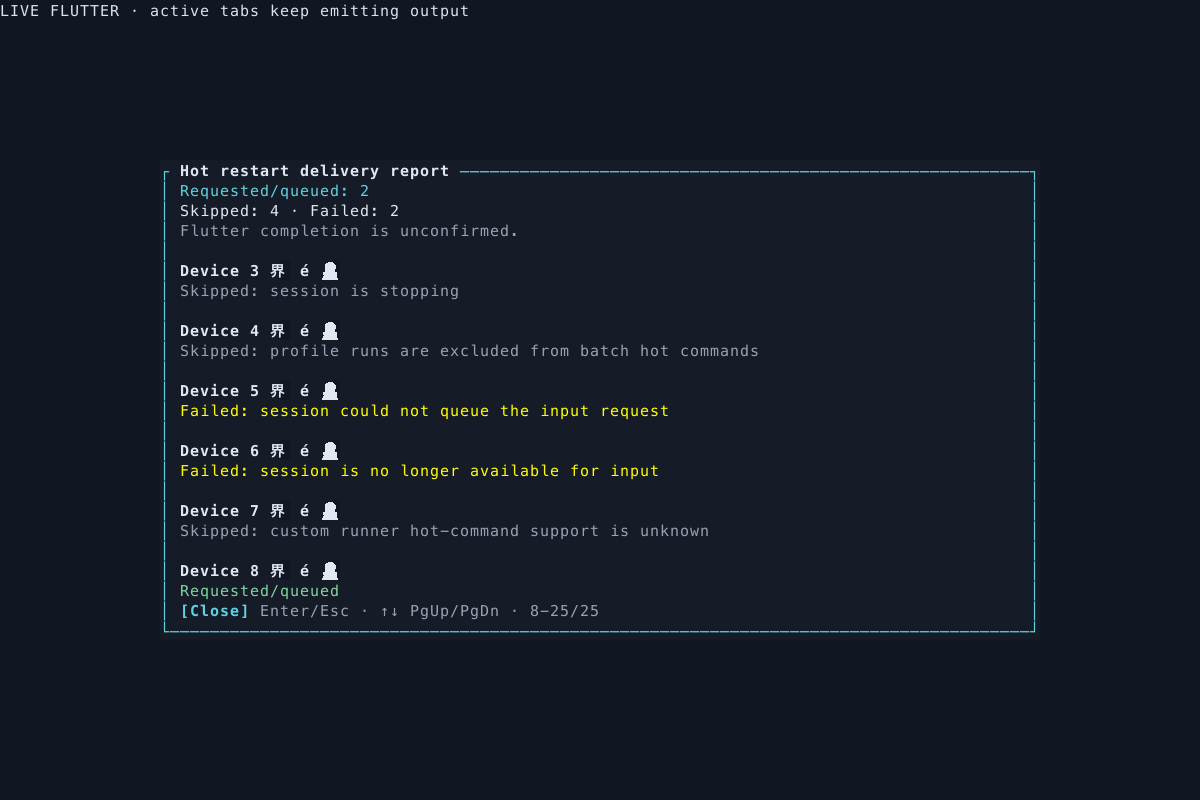 LIVE FLUTTER · active tabs keep emitting output
Hot restart delivery report
Requested/queued: 2
Skipped: 4 · Failed: 2
Flutter completion is unconfirmed.
Device 3 界 é 👤
Skipped: session is stopping
Device 4 界 é 👤
Skipped: profile runs are excluded from batch hot commands
Device 5 界 é 👤
Failed: session could not queue the input request
Device 6 界 é 👤
Failed: session is no longer available for input
Device 7 界 é 👤
Skipped: custom runner hot-command support is unknown
Device 8 界 é 👤
Requested/queued
[Close] Enter/Esc · ↑↓ PgUp/PgDn · 8-25/25